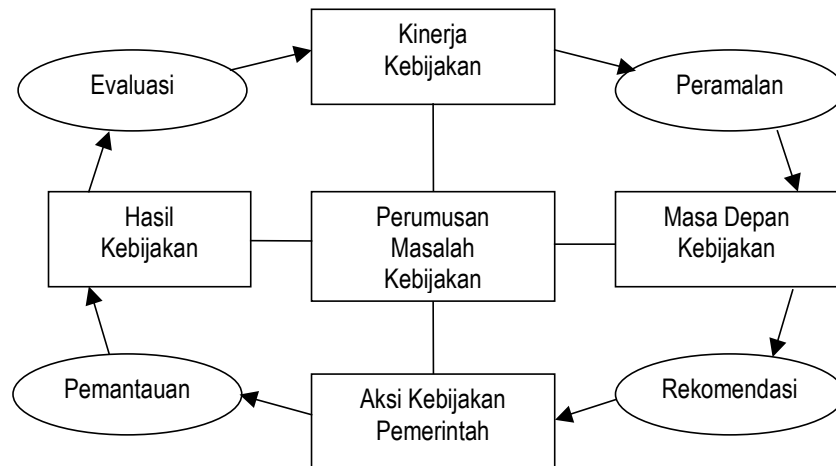 Kinerja
Kebijakan
Evaluasi
Peramalan
Hasil
Kebijakan
Perumusan
Masalah
Kebijakan
Masa Depan
Kebijakan
Pemantauan
Aksi Kebijakan
Pemerintah
Rekomendasi